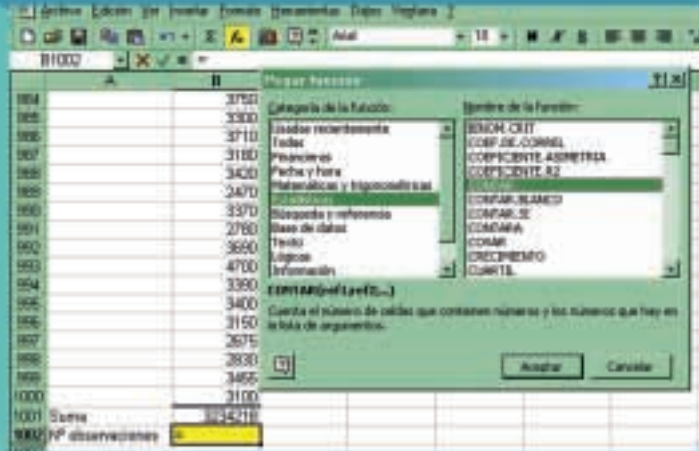 Archivo Edición Ver Insertar Formato Herramientas Datos Ventana ?
Arial 10 N K S
B1002 =
A B
984 3750
985 3300
986 3710
987 3180
988 3420
989 2470
990 3370
991 2780
992 3690
993 4700
994 3390
995 3400
996 3150
997 2875
998 2830
999 3455
1000 3100
1001 Suma 3234218
1002 Nº observaciones =
Pegar función
Categoría de la función: Nombre de la función:
Usadas recientemente BINOM.CRIT
Todas COEF.DE.CORREL
Financieras COEFICIENTE.ASIMETRIA
Fecha y hora COEFICIENTE.R2
Matemáticas y trigonométricas CONTAR
Estadísticas CONTAR.BLANCO
Búsqueda y referencia CONTAR.SI
Base de datos CONTARA
Texto COVAR
Lógicas CRECIMIENTO
Información CUARTIL
CONTAR(ref1;ref2;...)
Cuenta el número de celdas que contienen números y los números que hay en
la lista de argumentos.
Aceptar Cancelar